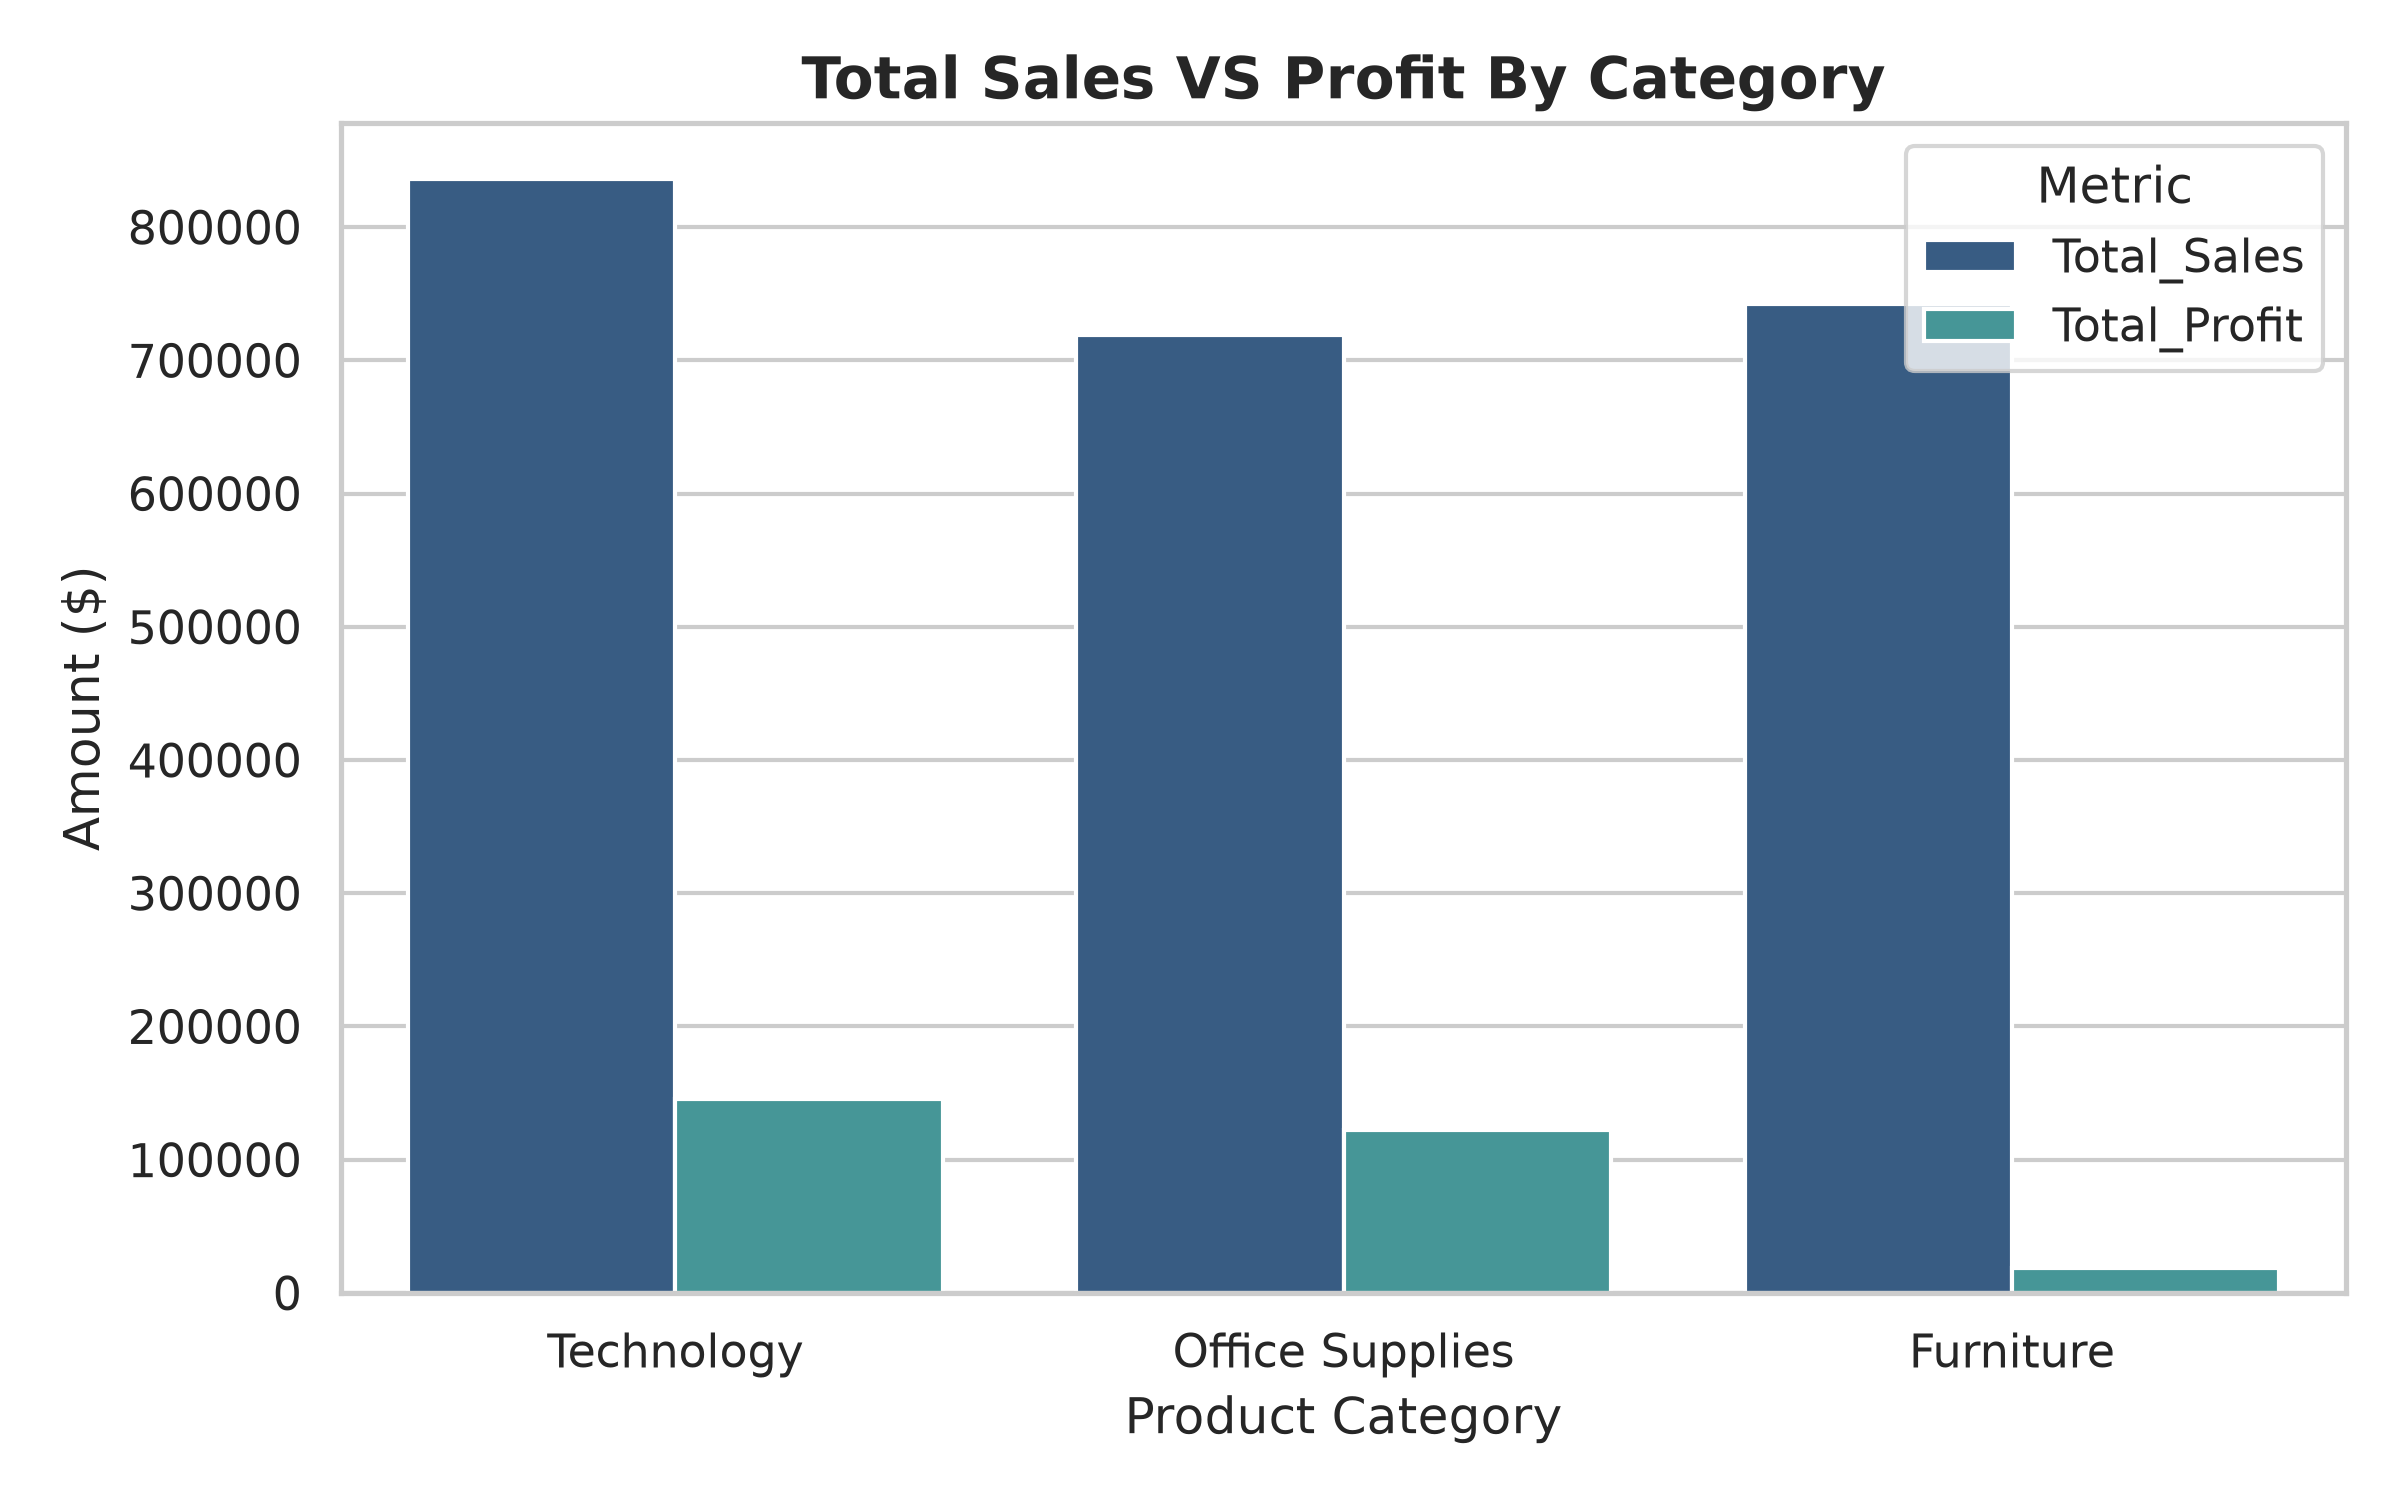 Total Sales VS Profit By Category
Metric
Total_Sales
Total_Profit
Amount ($)
800000
700000
600000
500000
400000
300000
200000
100000
0
Technology
Office Supplies
Furniture
Product Category